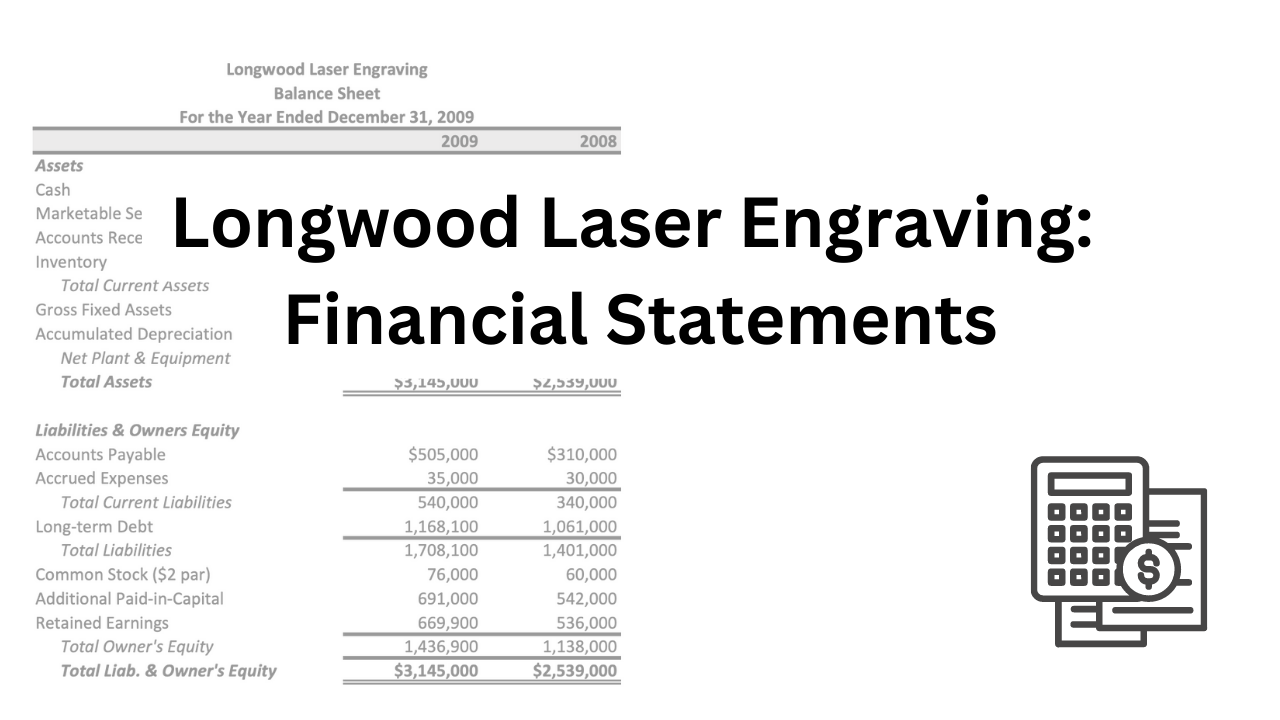 Longwood Laser Engraving
Balance Sheet
For the Year Ended December 31, 2009
2009 2008
Assets
Cash
Marketable Se
Accounts Rece
Inventory
Total Current Assets
Gross Fixed Assets
Accumulated Depreciation
Net Plant & Equipment
Total Assets $3,145,000 $2,539,000
Longwood Laser Engraving:
Financial Statements
Liabilities & Owners Equity
Accounts Payable $505,000 $310,000
Accrued Expenses 35,000 30,000
Total Current Liabilities 540,000 340,000
Long-term Debt 1,168,100 1,061,000
Total Liabilities 1,708,100 1,401,000
Common Stock ($2 par) 76,000 60,000
Additional Paid-in-Capital 691,000 542,000
Retained Earnings 669,900 536,000
Total Owner's Equity 1,436,900 1,138,000
Total Liab. & Owner's Equity $3,145,000 $2,539,000
$